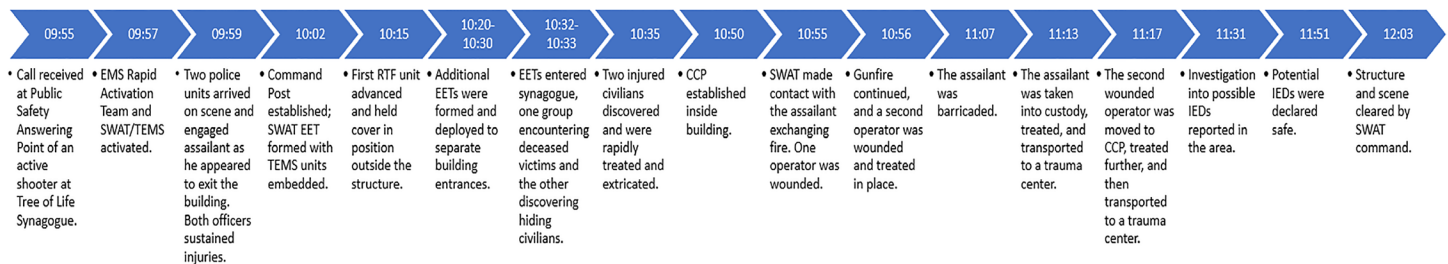 09:55
• Call received
at Public
Safety
Answering
Point of an
active
shooter at
Tree of Life
Synagogue.
09:57
• EMS Rapid
Activation
Team and
SWAT/TEMS
activated.
09:59
• Two police
units arrived
on scene and
engaged
assailant as
he appeared
to exit the
building.
Both officers
sustained
injuries.
10:02
• Command
Post
established;
SWAT EET
formed with
TEMS units
embedded.
10:15
• First RTF unit
advanced
and held
cover in
position
outside the
structure.
10:20-
10:30
• Additional
EETs were
formed and
deployed to
separate
building
entrances.
10:32-
10:33
• EETs entered
synagogue,
one group
encountering
deceased
victims and
the other
discovering
hiding
civilians.
10:35
• Two injured
civilians
discovered
and were
rapidly
treated and
extricated.
10:50
• CCP
established
inside
building.
10:55
• SWAT made
contact with
the assailant
exchanging
fire. One
operator was
wounded.
10:56
• Gunfire
continued,
and a second
operator was
wounded
and treated
in place.
11:07
• The assailant
was
barricaded.
11:13
• The assailant
was taken
into custody,
treated, and
transported
to a trauma
center.
11:17
• The second
wounded
operator was
moved to
CCP, treated
further, and
then
transported
to a trauma
center.
11:31
• Investigation
into possible
IEDs
reported in
the area.
11:51
• Potential
IEDs were
declared
safe.
12:03
• Structure
and scene
cleared by
SWAT
command.